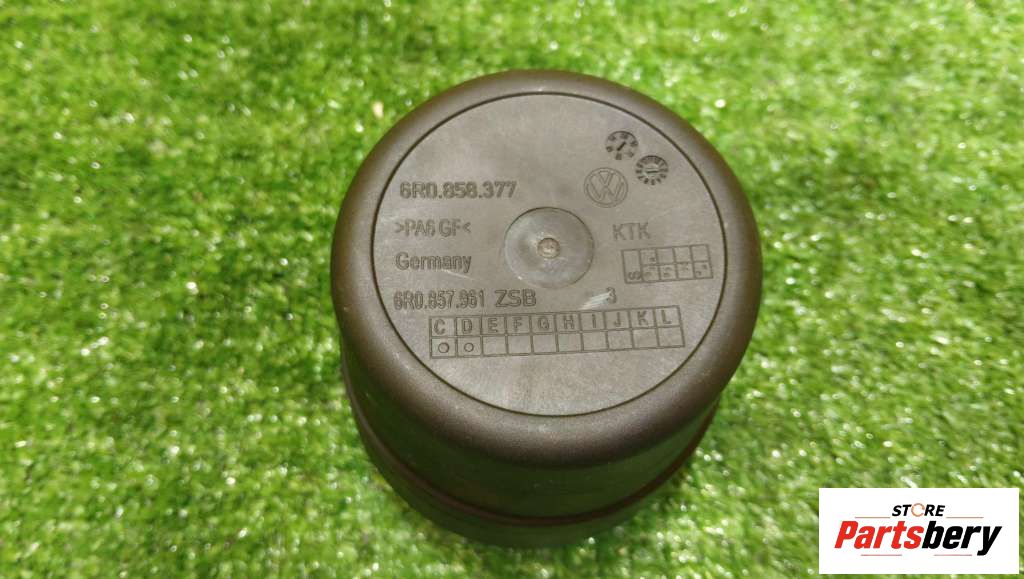 6R0.858.377
>PA6 GF<
KTK
Germany
6R0.857.961 ZSB 3
C D E F G H I J K L
STORE
Partsbery